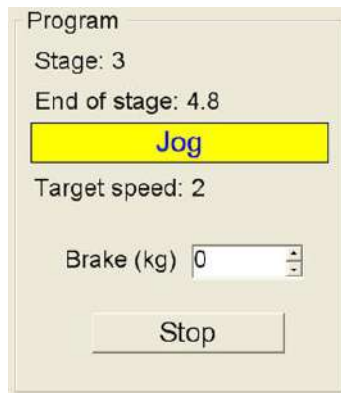 Program
Stage: 3
End of stage: 4.8
Jog
Target speed: 2
Brake (kg) 0
Stop